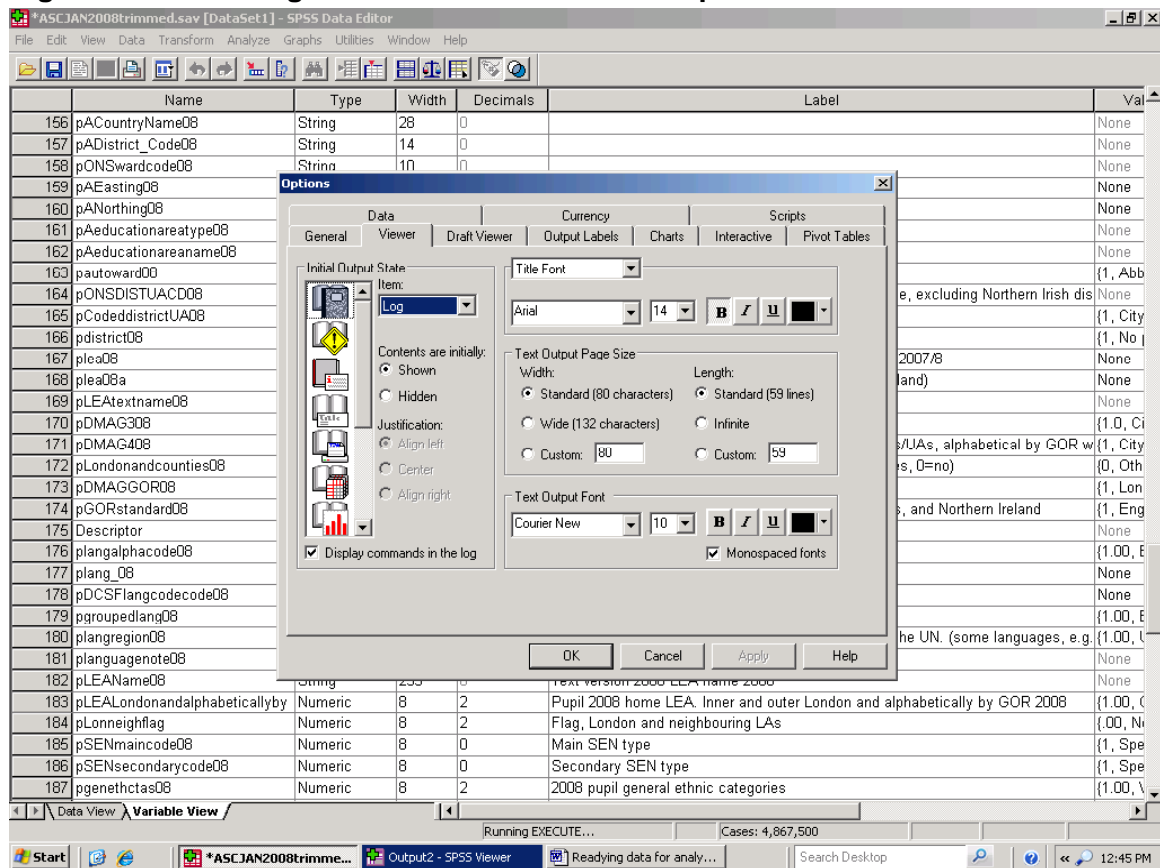 *ASCJAN2008trimmed.sav [DataSet1] - SPSS Data Editor
File Edit View Data Transform Analyze Graphs Utilities Window Help
Name Type Width Decimals Label Val
156 pACountryName08 String 28 0 None
157 pADistrict_Code08 String 14 0 None
158 pONSwardcode08 String 10 0 None
159 pAEasting08 None
160 pANorthing08 None
161 pAeducationareatype08 None
162 pAeducationareaname08 None
163 pautoward00 {1, Abb
164 pONSDISTUACD08 e, excluding Northern Irish dis None
165 pCodeddistrictUA08 {1, City
166 pdistrict08 {1, No
167 plea08 2007/8 None
168 plea08a land) None
169 pLEAtextname08 None
170 pDMAG308 {1.0, Ci
171 pDMAG408 s/UAs, alphabetical by GOR w {1, City
172 pLondonandcounties08 s, 0=no) {0, Oth
173 pDMAGGOR08 {1, Lon
174 pGORstandard08 s, and Northern Ireland {1, Eng
175 Descriptor None
176 plangalphacode08 {1.00, E
177 plang_08 None
178 pDCSFlangcodecode08 None
179 pgroupedlang08 {1.00, E
180 plangregion08 he UN. (some languages, e.g. {1.00,
181 planguagenote08 None
182 pLEAName08 String 255 0 Text version 2008 LEA name 2008 None
183 pLEALondonandalphabeticallyby Numeric 8 2 Pupil 2008 home LEA. Inner and outer London and alphabetically by GOR 2008 {1.00,
184 pLonneighflag Numeric 8 2 Flag, London and neighbouring LAs {.00, N
185 pSENmaincode08 Numeric 8 0 Main SEN type {1, Spe
186 pSENsecondarycode08 Numeric 8 0 Secondary SEN type {1, Spe
187 pgenethctas08 Numeric 8 2 2008 pupil general ethnic categories {1.00,
Options
Data Currency Scripts
General Viewer Draft Viewer Output Labels Charts Interactive Pivot Tables
Initial Output State
Item:
Log
Contents are initially:
Shown
Hidden
Justification:
Align left
Center
Align right
Title
Display commands in the log
Title Font
Arial 14 B I u
Text Output Page Size
Width: Length:
Standard (80 characters) Standard (59 lines)
Wide (132 characters) Infinite
Custom: 80 Custom: 59
Text Output Font
Courier New 10 B I u
Monospaced fonts
OK Cancel Apply Help
Data View Variable View
Running EXECUTE... Cases: 4,867,500
Start *ASCJAN2008trimme... Output2 - SPSS Viewer Readying data for analy... Search Desktop 12:45 PM